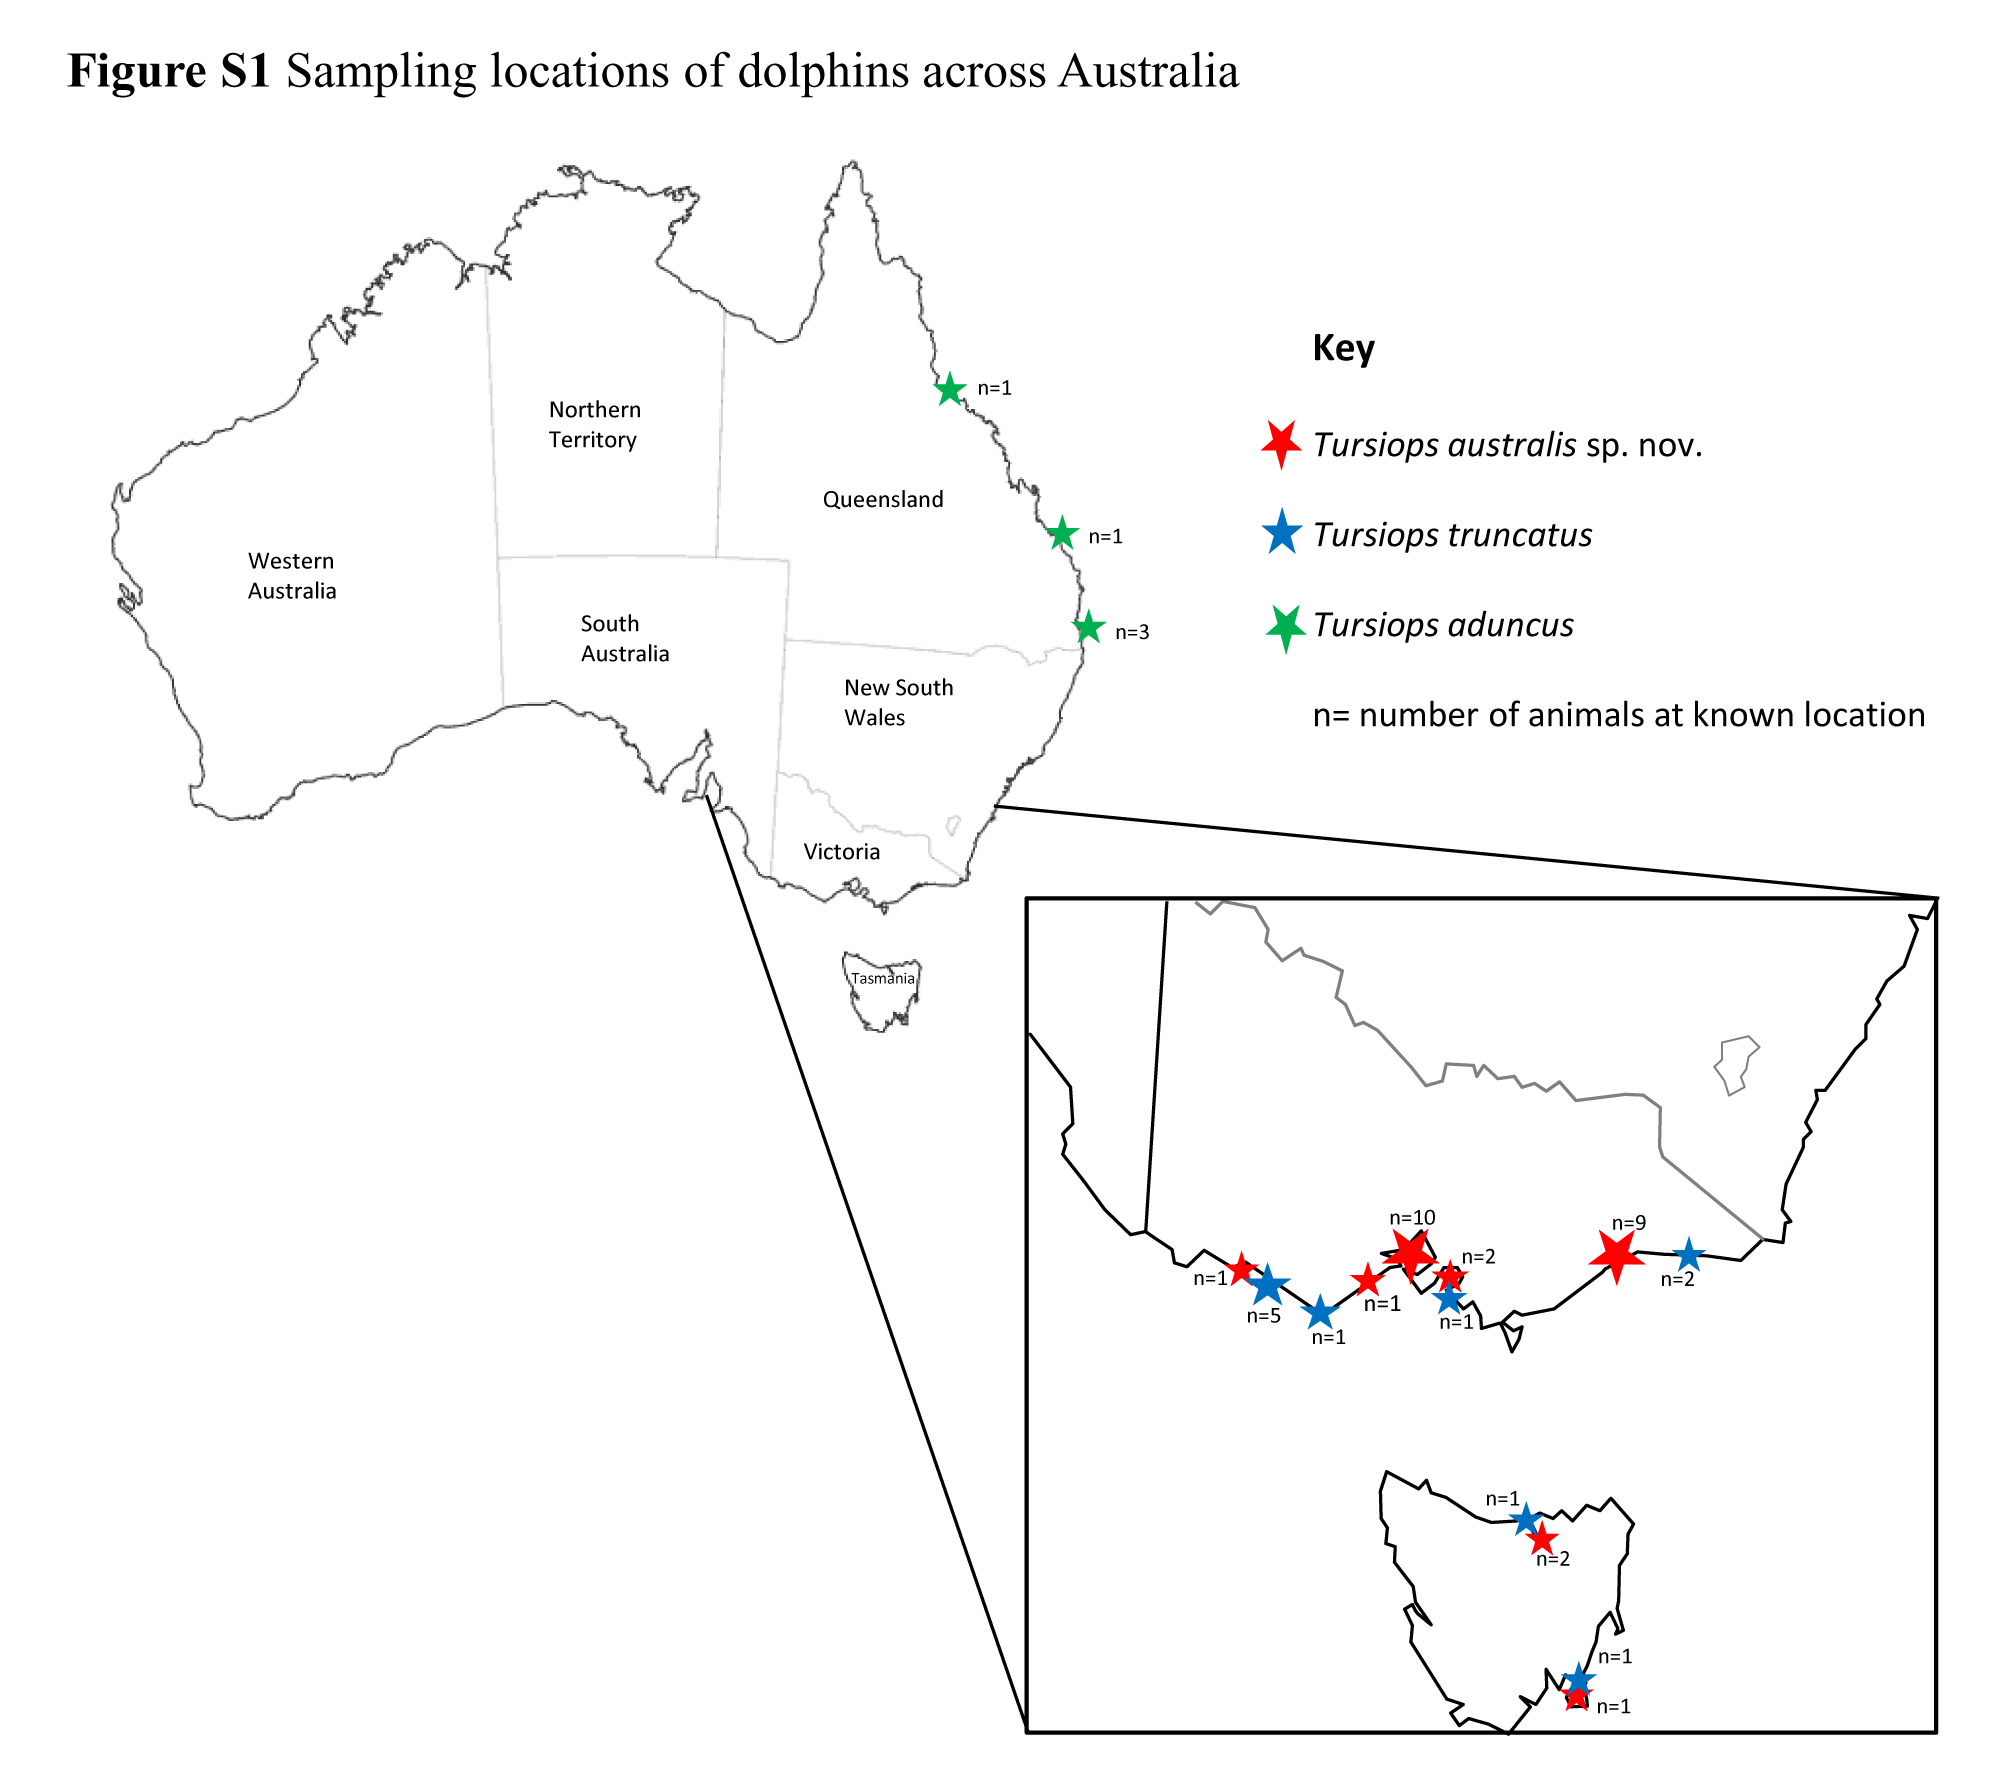 Figure S1 Sampling locations of dolphins across Australia
Key
n=1
Northern
Territory
Tursiops australis sp. nov.
Queensland
Tursiops truncatus
n=1
Western
Australia
South
Australia
Tursiops aduncus
n=3
New South
Wales
n= number of animals at known location
Victoria
Tasmania
n=10
n=9
n=2
n=1
n=2
n=5
n=1
n=1
n=1
n=1
n=2
n=1
n=1